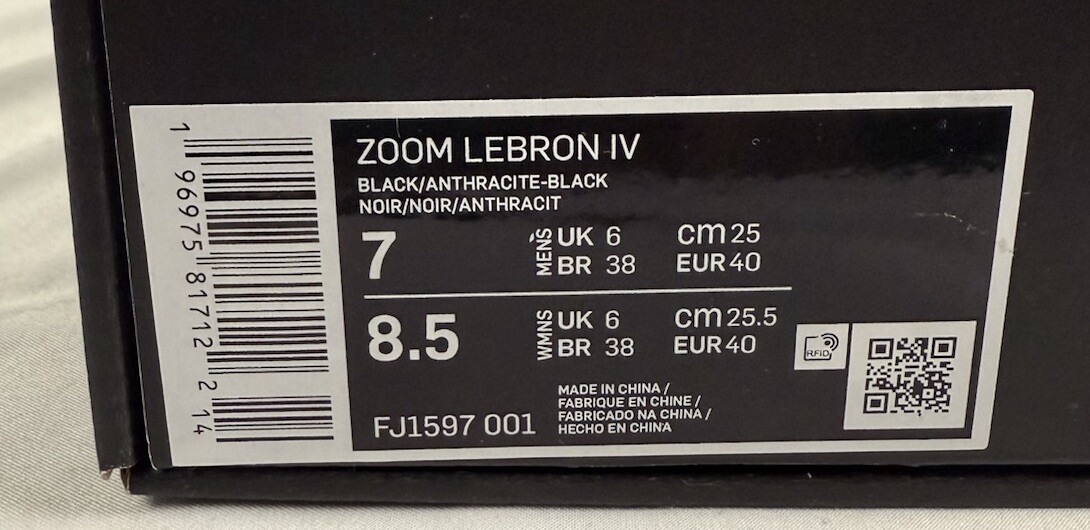 1 96975 81712 2 14
ZOOM LEBRON IV
BLACK/ANTHRACITE-BLACK
NOIR/NOIR/ANTHRACIT
7 MENS UK 6 cm 25
BR 38 EUR 40
8.5 WMNS UK 6 cm 25.5
BR 38 EUR 40
RFID
MADE IN CHINA /
FABRIQUE EN CHINE /
FABRICADO NA CHINA /
HECHO EN CHINA
FJ1597 001